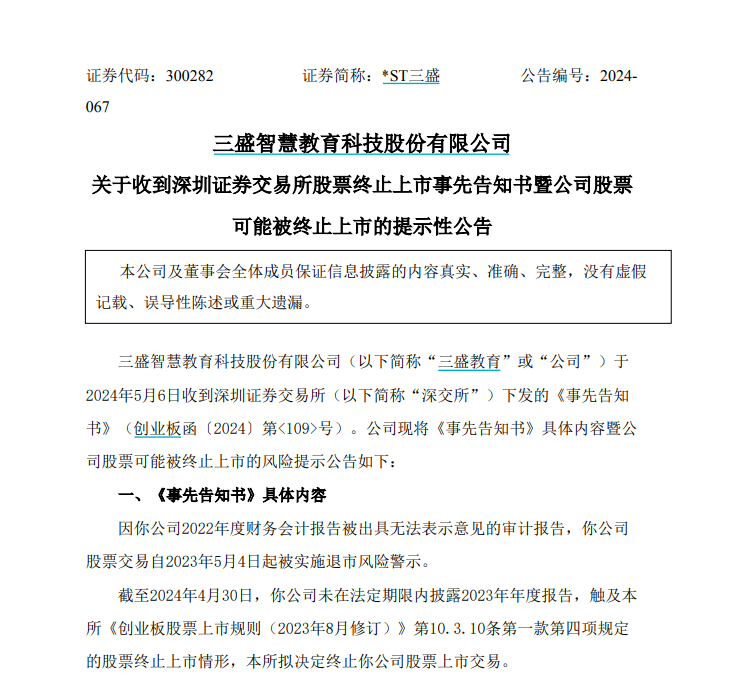 证券代码：300282 证券简称：*ST三盛 公告编号：2024-
067
三盛智慧教育科技股份有限公司
关于收到深圳证券交易所股票终止上市事先告知书暨公司股票
可能被终止上市的提示性公告
本公司及董事会全体成员保证信息披露的内容真实、准确、完整，没有虚假
记载、误导性陈述或重大遗漏。
三盛智慧教育科技股份有限公司（以下简称“三盛教育”或“公司”）于
2024年5月6日收到深圳证券交易所（以下简称“深交所”）下发的《事先告知
书》（创业板函〔2024〕第<109>号）。公司现将《事先告知书》具体内容暨公
司股票可能被终止上市的风险提示公告如下：
一、《事先告知书》具体内容
因你公司2022年度财务会计报告被出具无法表示意见的审计报告，你公司
股票交易自2023年5月4日起被实施退市风险警示。
截至2024年4月30日，你公司未在法定期限内披露2023年年度报告，触及本
所《创业板股票上市规则（2023年8月修订）》第10.3.10条第一款第四项规定
的股票终止上市情形，本所拟决定终止你公司股票上市交易。